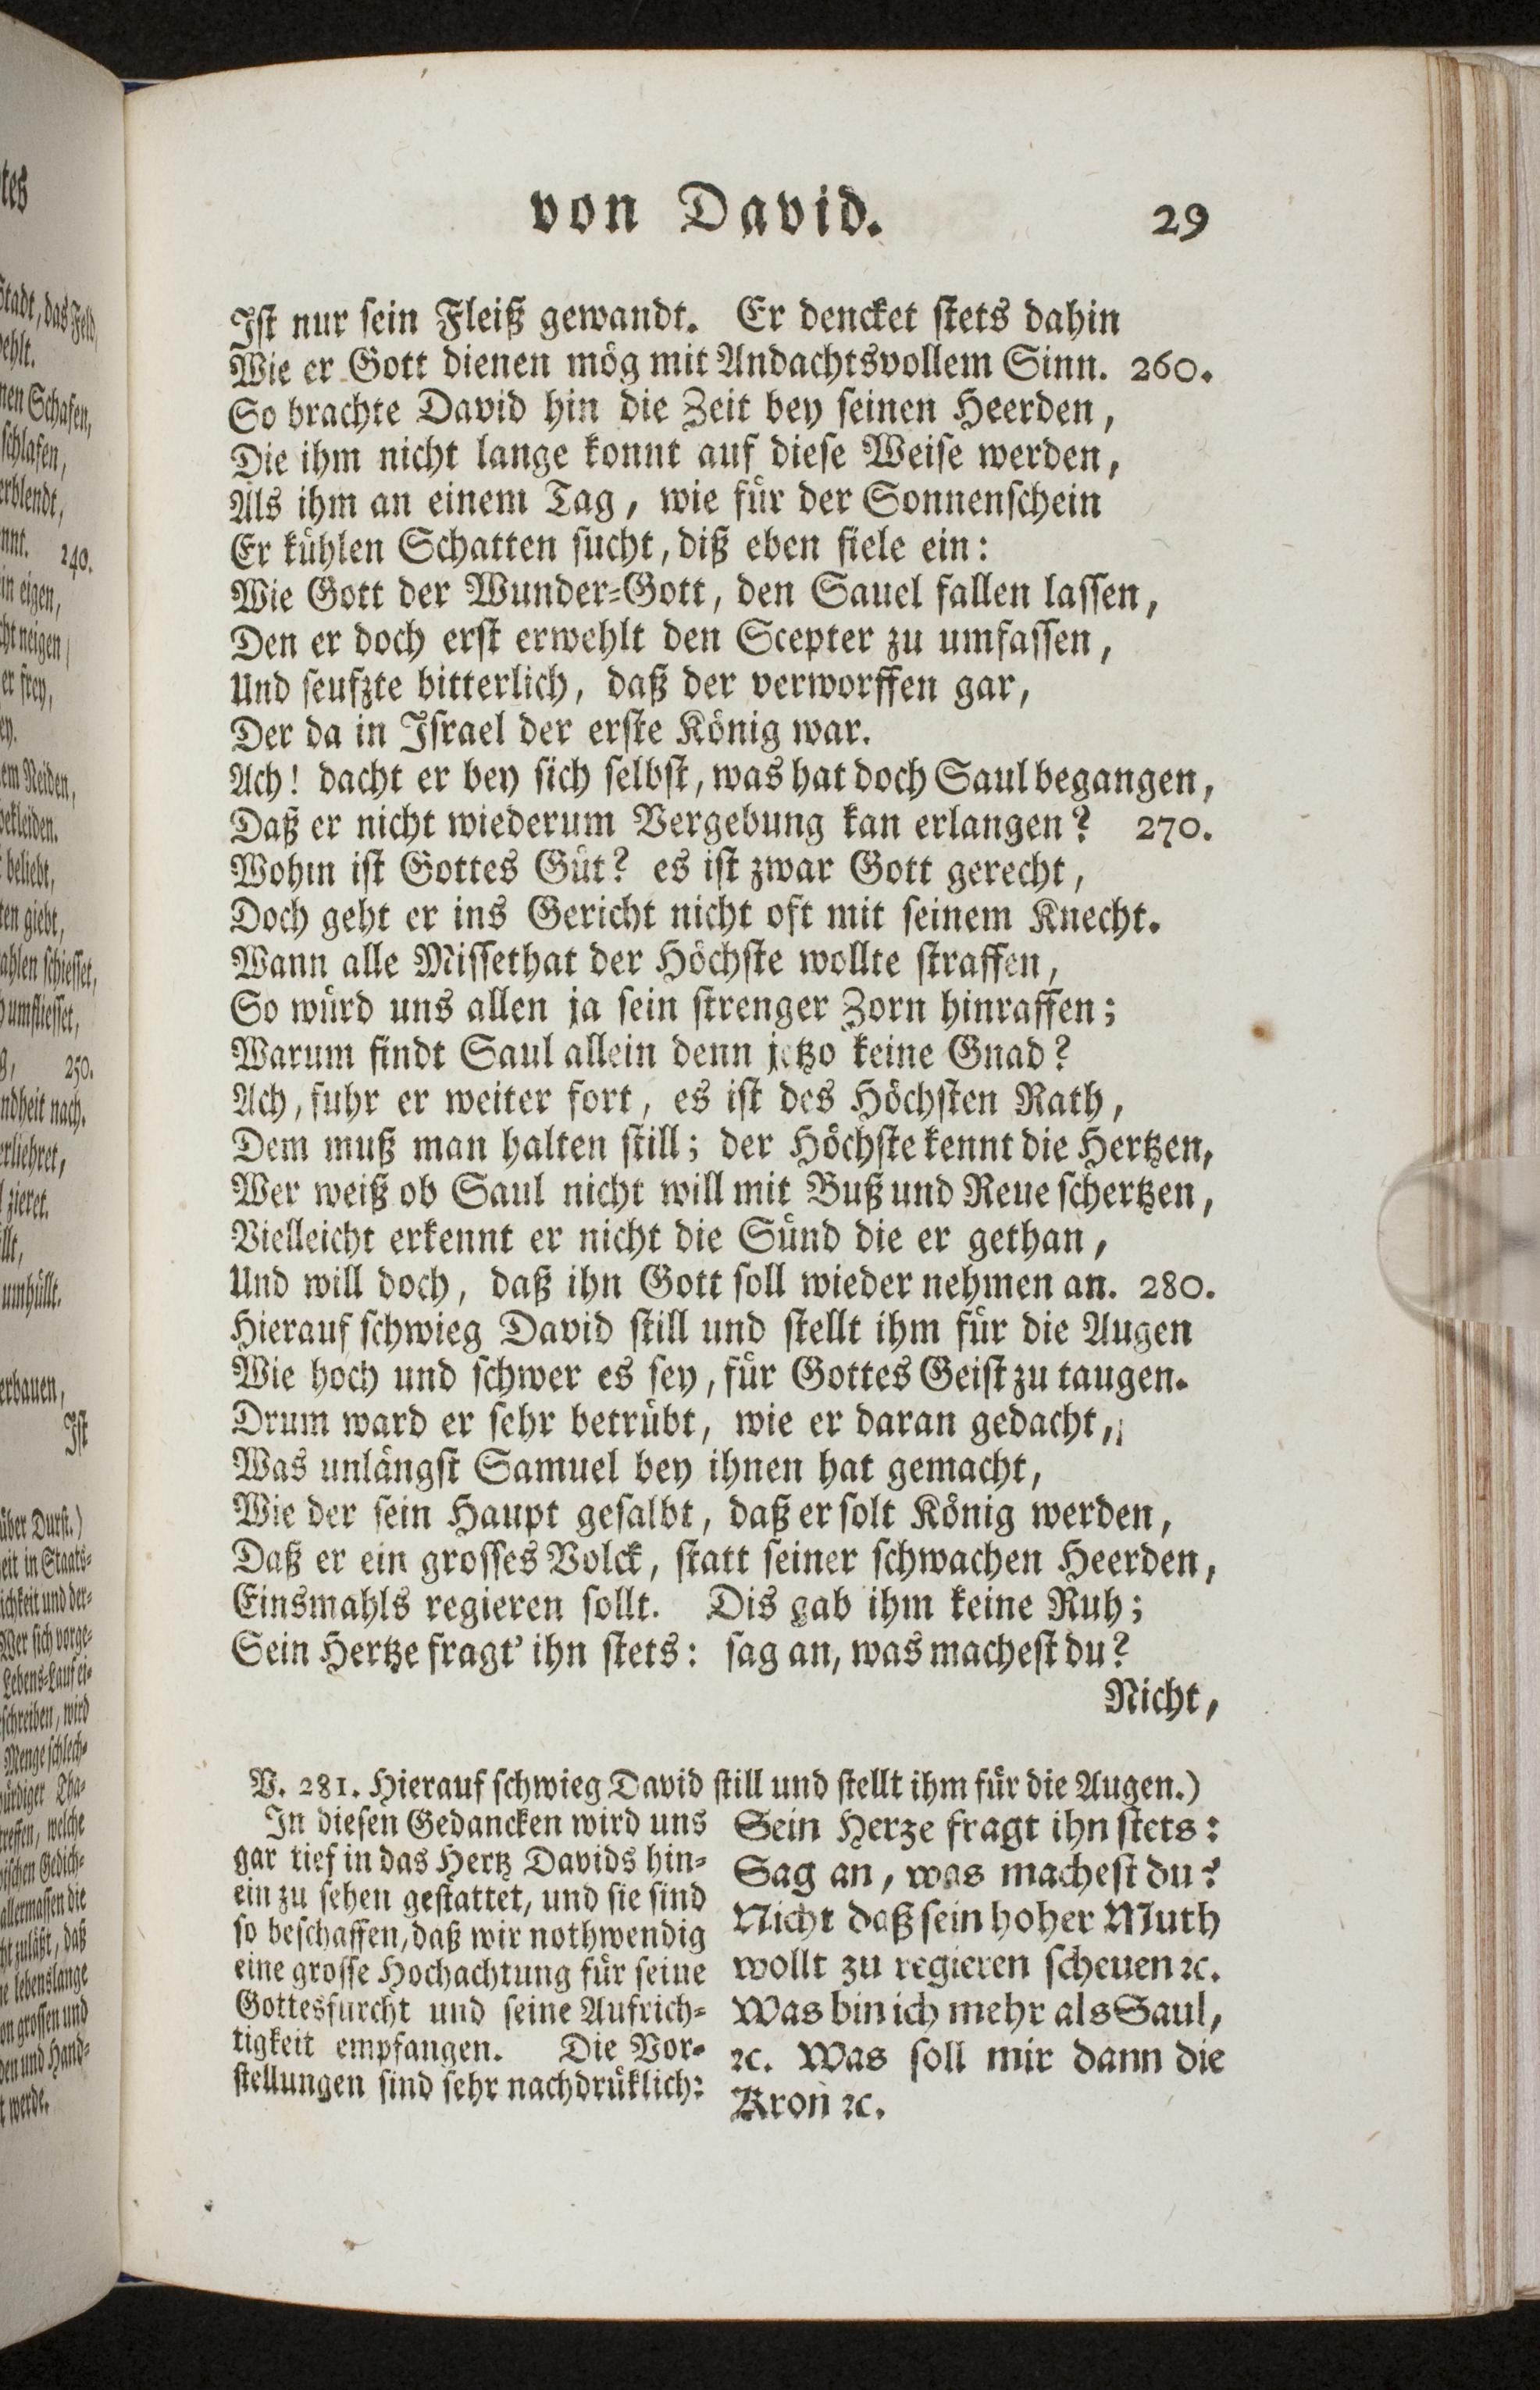 von David. 29
Ist nur sein Fleiß gewandt. Er dencket stets dahin
Wie er Gott dienen mög mit Andachtsvollem Sinn. 260.
So brachte David hin die Zeit bey seinen Heerden,
Die ihm nicht lange konnt auf diese Weise werden,
Als ihm an einem Tag, wie für der Sonnenschein
Er kühlen Schatten sucht, diß eben fiele ein:
Wie Gott der Wunder-Gott, den Sauel fallen lassen,
Den er doch erst erwehlt den Scepter zu umfassen,
Und seufzte bitterlich, daß der verworffen gar,
Der da in Israel der erste König war.
Ach! dacht er bey sich selbst, was hat doch Saul begangen,
Daß er nicht wiederum Vergebung kan erlangen? 270.
Wohin ist Gottes Güt? es ist zwar Gott gerecht,
Doch geht er ins Gericht nicht oft mit seinem Knecht.
Wann alle Missethat der Höchste wollte straffen,
So würd uns allen ja sein strenger Zorn hinraffen;
Warum findt Saul allein denn jetzo keine Gnad?
Ach, fuhr er weiter fort, es ist des Höchsten Rath,
Dem muß man halten still; der Höchste kennt die Hertzen,
Wer weiß ob Saul nicht will mit Buß und Reue schertzen,
Vielleicht erkennt er nicht die Sünd die er gethan,
Und will doch, daß ihn Gott soll wieder nehmen an. 280.
Hierauf schwieg David still und stellt ihm für die Augen
Wie hoch und schwer es sey, für Gottes Geist zu taugen.
Drum ward er sehr betrübt, wie er daran gedacht,
Was unlängst Samuel bey ihnen hat gemacht,
Wie der sein Haupt gesalbt, daß er solt König werden,
Daß er ein grosses Volck, statt seiner schwachen Heerden,
Einsmahls regieren sollt. Dis gab ihm keine Ruh;
Sein Hertze fragt' ihn stets: sag an, was machest du?
Nicht,
V. 281. Hierauf schwieg David still und stellt ihm für die Augen.)
In diesen Gedancken wird uns
gar tief in das Hertz Davids hin-
ein zu sehen gestattet, und sie sind
so beschaffen, daß wir nothwendig
eine grosse Hochachtung für seine
Gottesfurcht und seine Aufrich-
tigkeit empfangen. Die Vor-
stellungen sind sehr nachdrüklich:
Sein Herze fragt ihn stets:
Sag an, was machest du?
Nicht daß sein hoher Muth
wollt zu regieren scheuen ꝛc.
Was bin ich mehr als Saul,
ꝛc. Was soll mir dann die
Kron ꝛc.